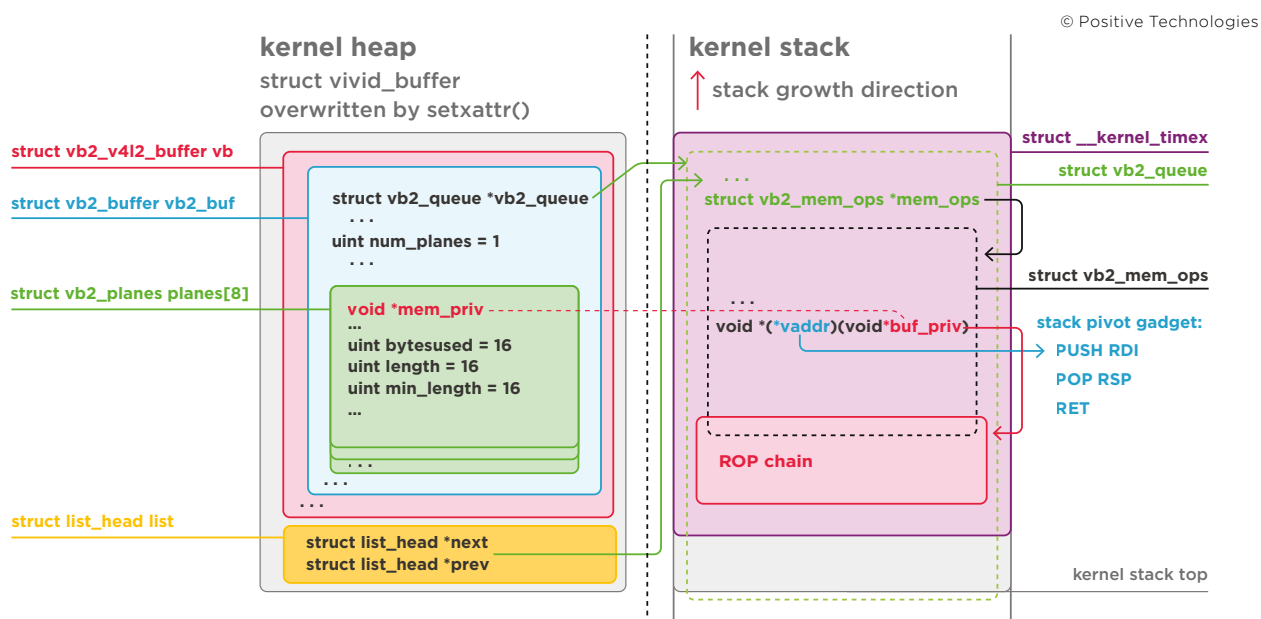 © Positive Technologies
kernel heap
struct vivid_buffer
overwritten by setxattr()
kernel stack
stack growth direction
struct vb2_v4l2_buffer vb
struct vb2_buffer vb2_buf
struct vb2_planes planes[8]
struct list_head list
struct vb2_queue *vb2_queue
...
uint num_planes = 1
...
void *mem_priv
...
uint bytesused = 16
uint length = 16
uint min_length = 16
...
...
...
...
struct list_head *next
struct list_head *prev
...
struct vb2_mem_ops *mem_ops
...
void *(*vaddr)(void*buf_priv)
ROP chain
struct __kernel_timex
struct vb2_queue
struct vb2_mem_ops
stack pivot gadget:
PUSH RDI
POP RSP
RET
kernel stack top